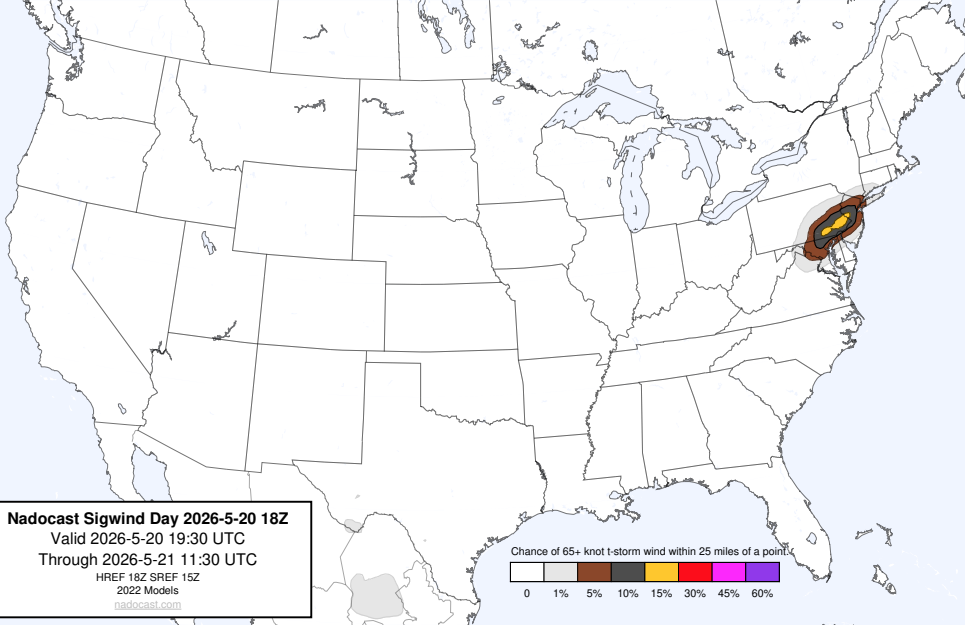 Nadocast Sigwind Day 2026-5-20 18Z
Valid 2026-5-20 19:30 UTC
Through 2026-5-21 11:30 UTC
HREF 18Z SREF 15Z
2022 Models
nadocast.com
Chance of 65+ knot t-storm wind within 25 miles of a point.
0 1% 5% 10% 15% 30% 45% 60%